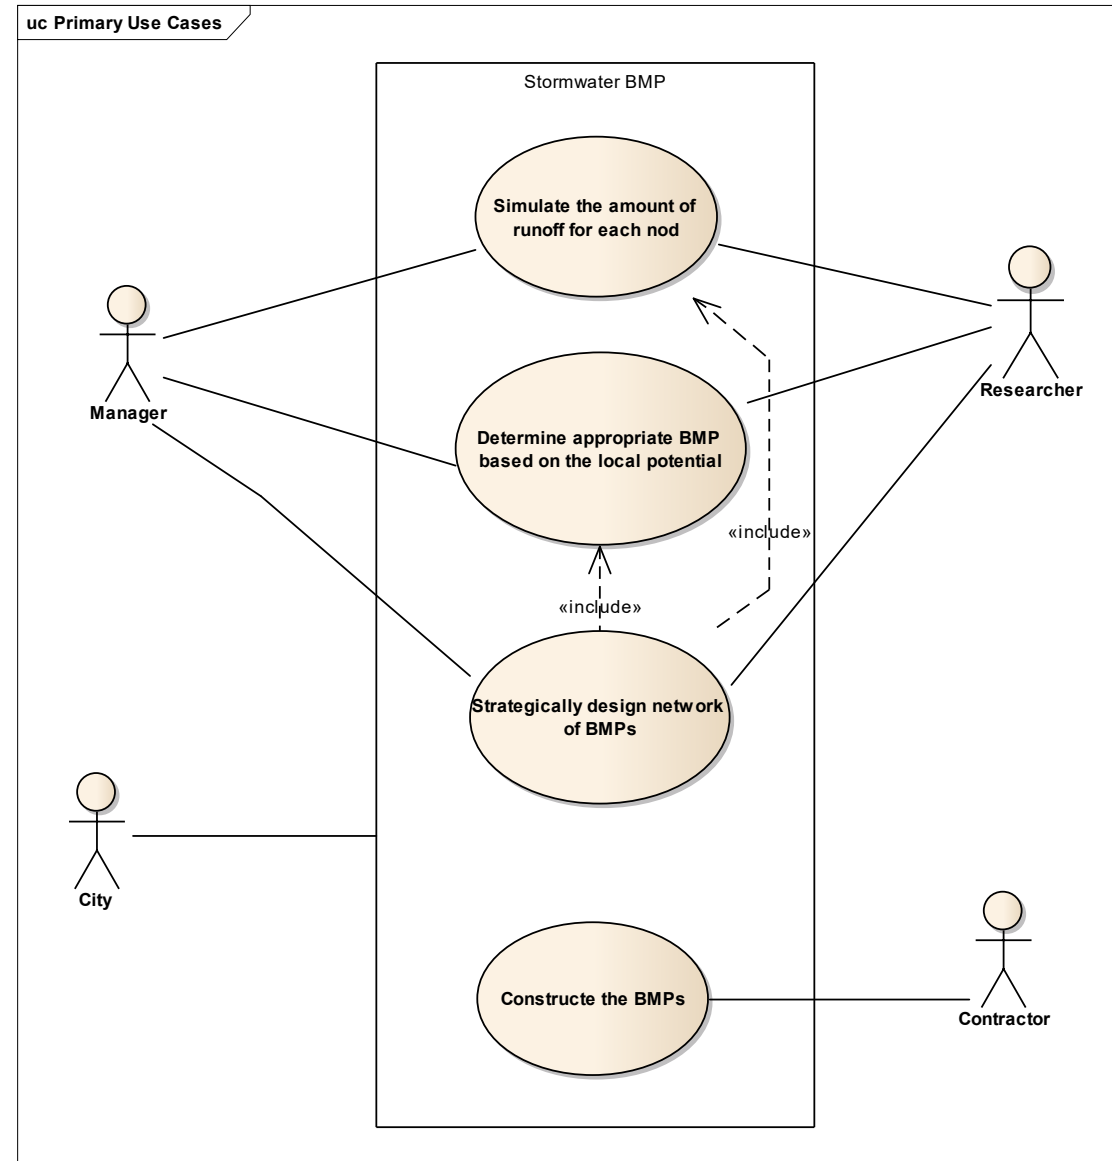 uc Primary Use Cases
Stormwater BMP
Simulate the amount of
runoff for each nod
Manager
Researcher
Determine appropriate BMP
based on the local potential
«include»
«include»
Strategically design network
of BMPs
City
Constructe the BMPs
Contractor